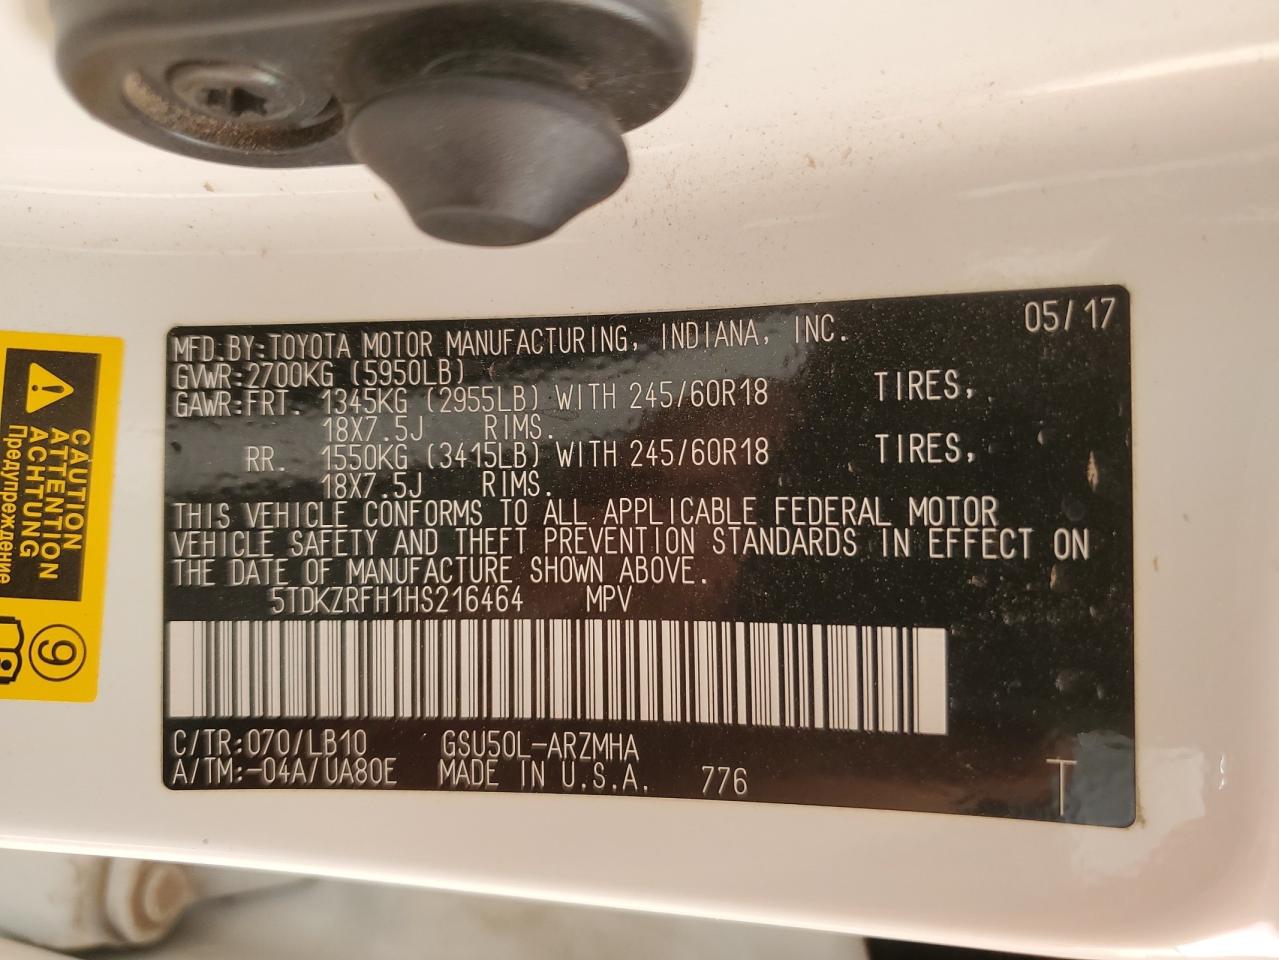 MFD.BY:TOYOTA MOTOR MANUFACTURING, INDIANA, INC. 05/17
GVWR:2700KG (5950LB)
GAWR:FRT. 1345KG (2955LB) WITH 245/60R18 TIRES,
18X7.5J RIMS.
RR. 1550KG (3415LB) WITH 245/60R18 TIRES,
18X7.5J RIMS.
THIS VEHICLE CONFORMS TO ALL APPLICABLE FEDERAL MOTOR
VEHICLE SAFETY AND THEFT PREVENTION STANDARDS IN EFFECT ON
THE DATE OF MANUFACTURE SHOWN ABOVE.
5TDKZRFH1HS216464 MPV
C/TR:070/LB10 GSU50L-ARZMHA
A/TM:-04A/UA80E MADE IN U.S.A. 776 T
CAUTION
ATTENTION
ACHTUNG
Предупреждение
9